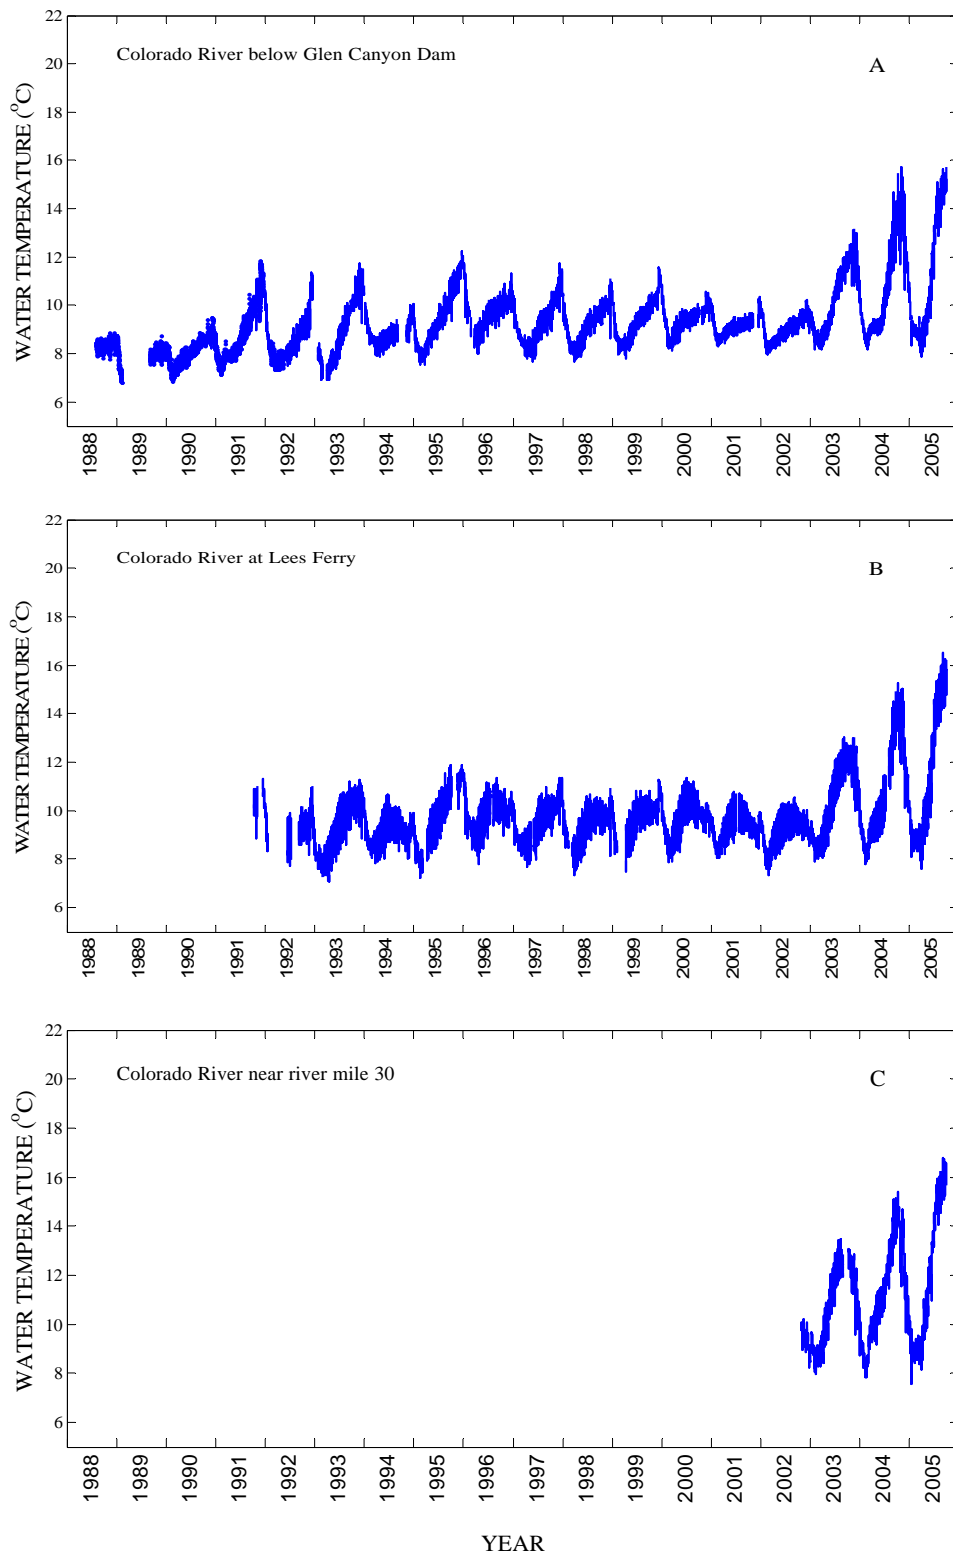 22
20
18
16
14
12
10
8
6
WATER TEMPERATURE (°C)
Colorado River below Glen Canyon Dam
A
1988 1989 1990 1991 1992 1993 1994 1995 1996 1997 1998 1999 2000 2001 2002 2003 2004 2005
22
20
18
16
14
12
10
8
6
WATER TEMPERATURE (°C)
Colorado River at Lees Ferry
B
1988 1989 1990 1991 1992 1993 1994 1995 1996 1997 1998 1999 2000 2001 2002 2003 2004 2005
22
20
18
16
14
12
10
8
6
WATER TEMPERATURE (°C)
Colorado River near river mile 30
C
1988 1989 1990 1991 1992 1993 1994 1995 1996 1997 1998 1999 2000 2001 2002 2003 2004 2005
YEAR